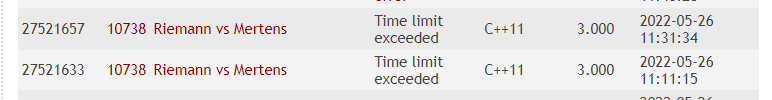 27521657 10738 Riemann vs Mertens Time limit exceeded C++11 3.000 2022-05-26 11:31:34
27521633 10738 Riemann vs Mertens Time limit exceeded C++11 3.000 2022-05-26 11:11:15